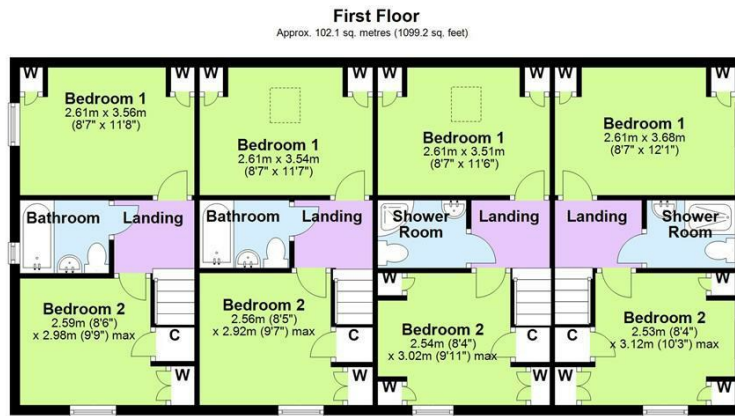 First Floor
Approx. 102.1 sq. metres (1099.2 sq. feet)
W
W
W
W
W
W
W
W
Bedroom 1
2.61m x 3.56m
(8'7" x 11'8")
Bedroom 1
2.61m x 3.54m
(8'7" x 11'7")
Bedroom 1
2.61m x 3.51m
(8'7" x 11'6")
Bedroom 1
2.61m x 3.68m
(8'7" x 12'1")
Bathroom
Landing
Bathroom
Landing
Shower
Room
Landing
Landing
Shower
Room
W
W
Bedroom 2
2.59m (8'6")
x 2.98m (9'9") max
C
Bedroom 2
2.56m (8'5")
x 2.92m (9'7") max
C
Bedroom 2
2.54m (8'4")
x 3.02m (9'11") max
C
C
Bedroom 2
2.53m (8'4")
x 3.12m (10'3") max
W
W
W
W
W
W